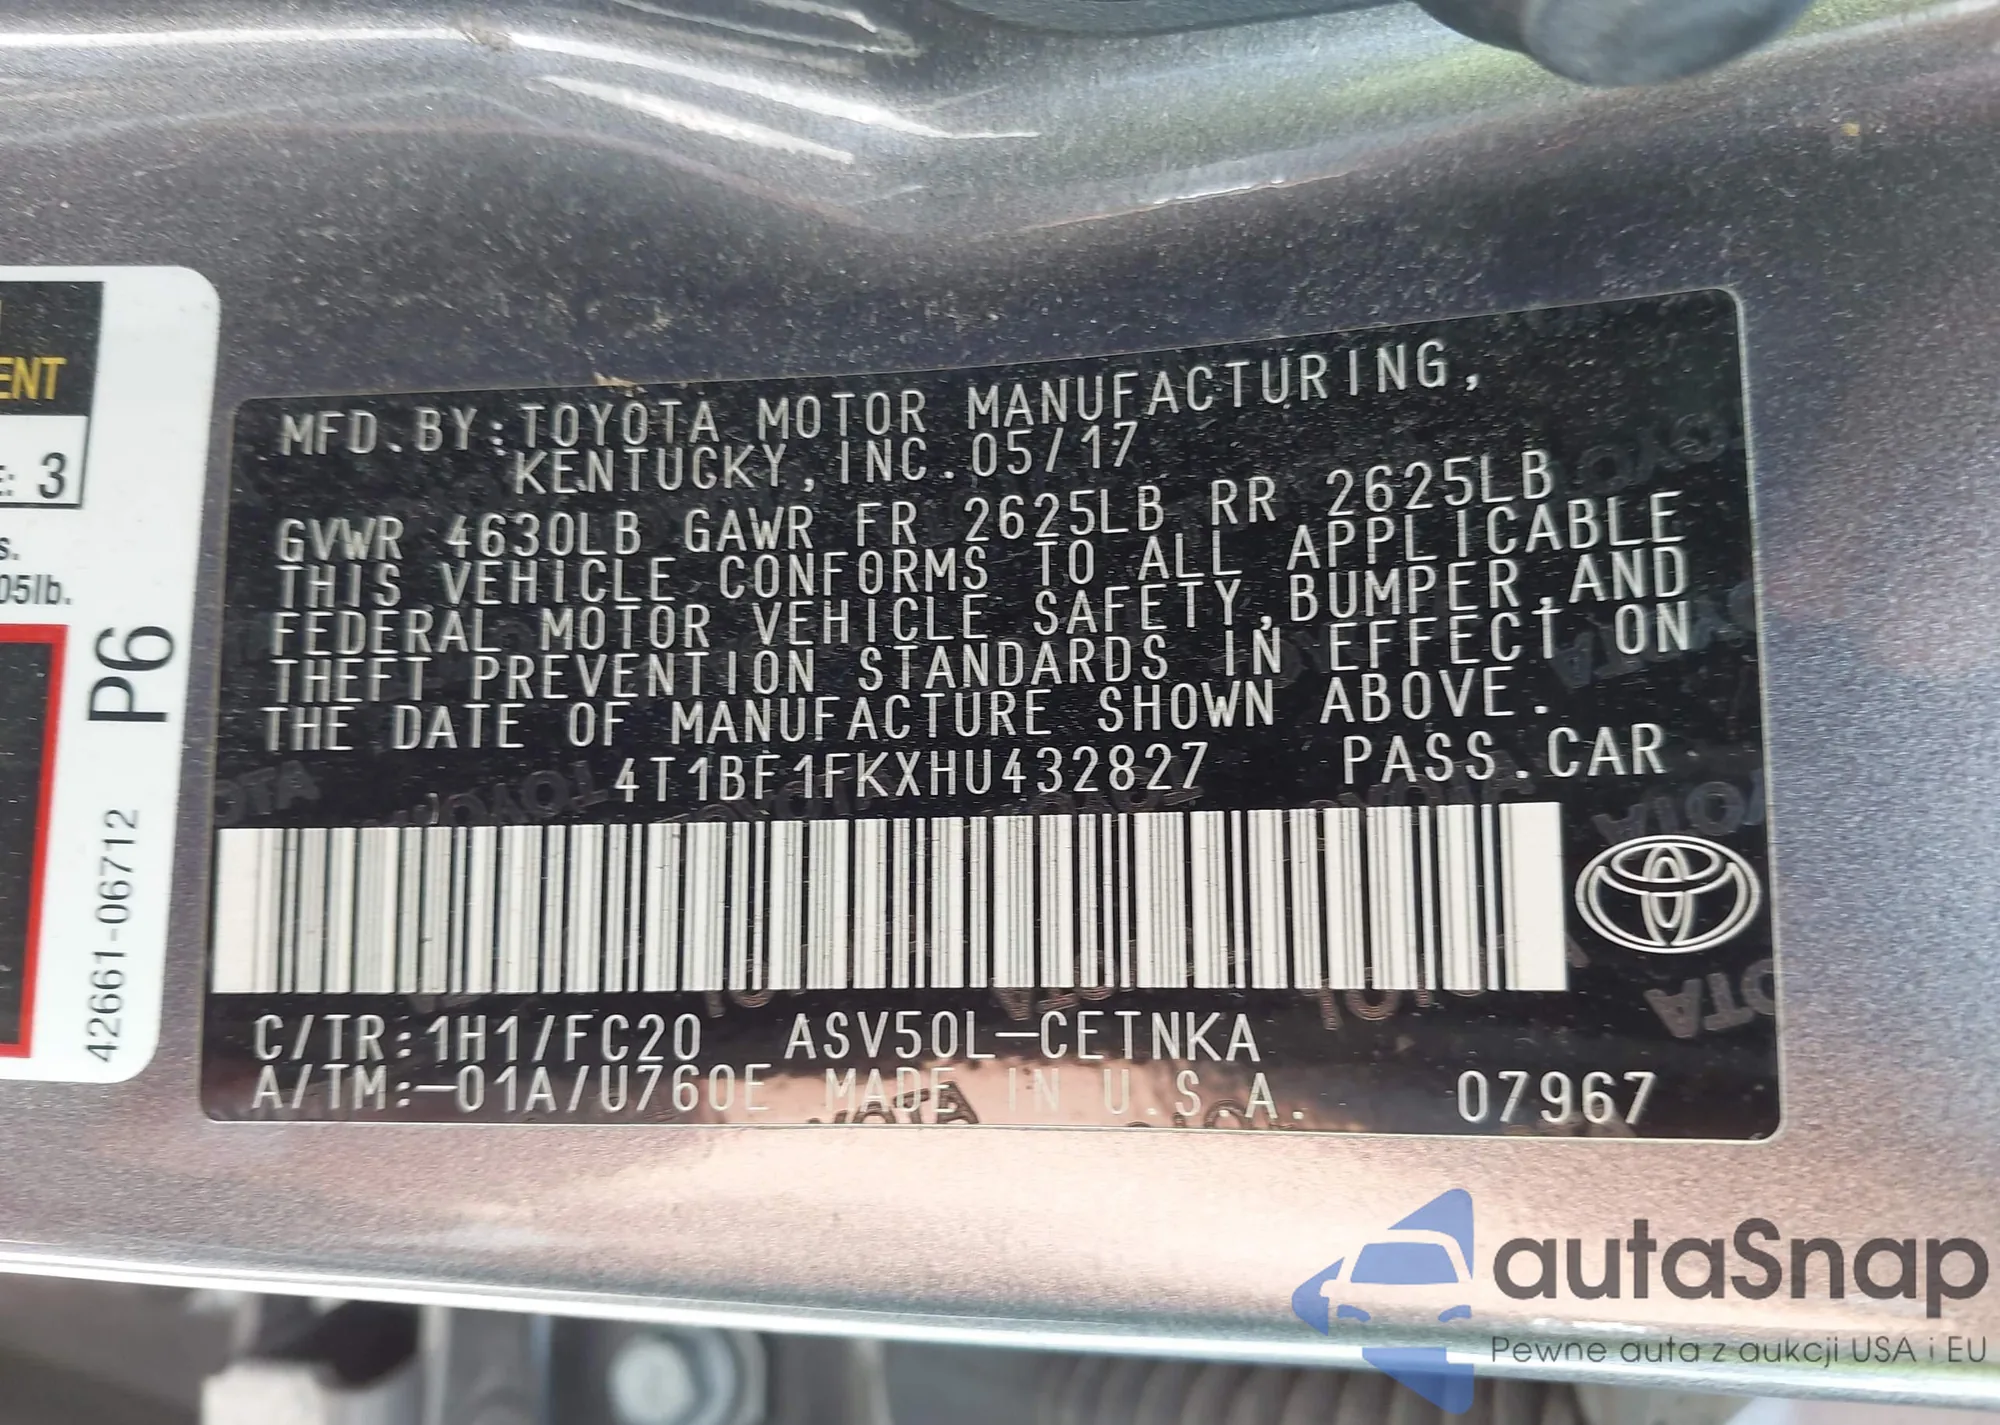 ENT
E: 3
s.
05lb.
P6
42661-06712
MFD.BY:TOYOTA MOTOR MANUFACTURING,
KENTUCKY,INC.05/17
GVWR 4630LB GAWR FR 2625LB RR 2625LB
THIS VEHICLE CONFORMS TO ALL APPLICABLE
FEDERAL MOTOR VEHICLE SAFETY,BUMPER,AND
THEFT PREVENTION STANDARDS IN EFFECT ON
THE DATE OF MANUFACTURE SHOWN ABOVE.
4T1BF1FKXHU432827 PASS.CAR
C/TR:1H1/FC20 ASV50L-CETNKA
A/TM:-01A/U760E MADE IN U.S.A. 07967
autaSnap
Pewne auta z aukcji USA i EU